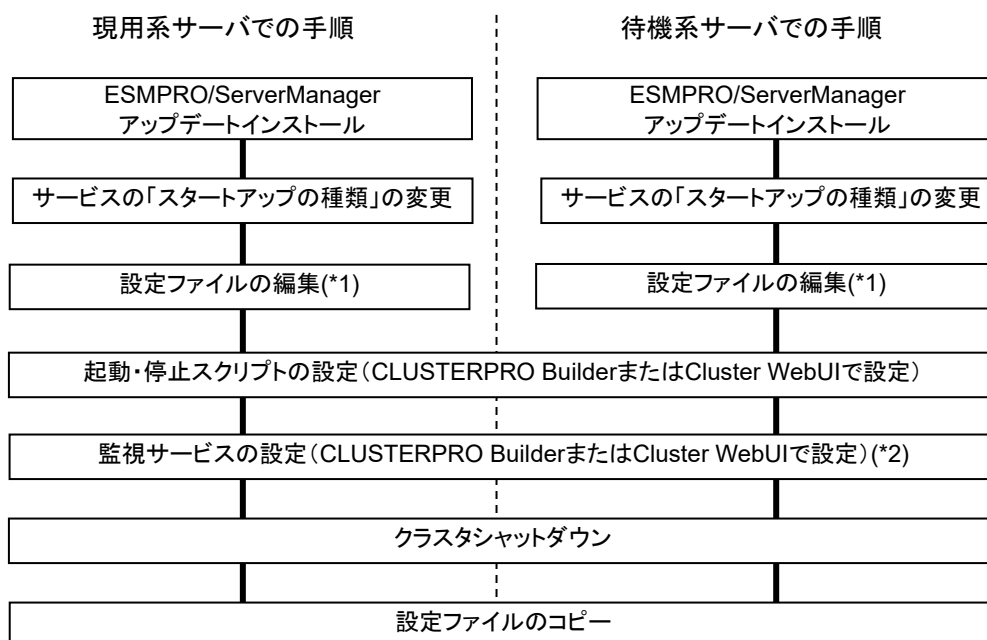 現用系サーバでの手順
待機系サーバでの手順
ESMPRO/ServerManager
アップデートインストール
ESMPRO/ServerManager
アップデートインストール
サービスの「スタートアップの種類」の変更
サービスの「スタートアップの種類」の変更
設定ファイルの編集(*1)
設定ファイルの編集(*1)
起動・停止スクリプトの設定(CLUSTERPRO BuilderまたはCluster WebUIで設定)
監視サービスの設定(CLUSTERPRO BuilderまたはCluster WebUIで設定)(*2)
クラスタシャットダウン
設定ファイルのコピー